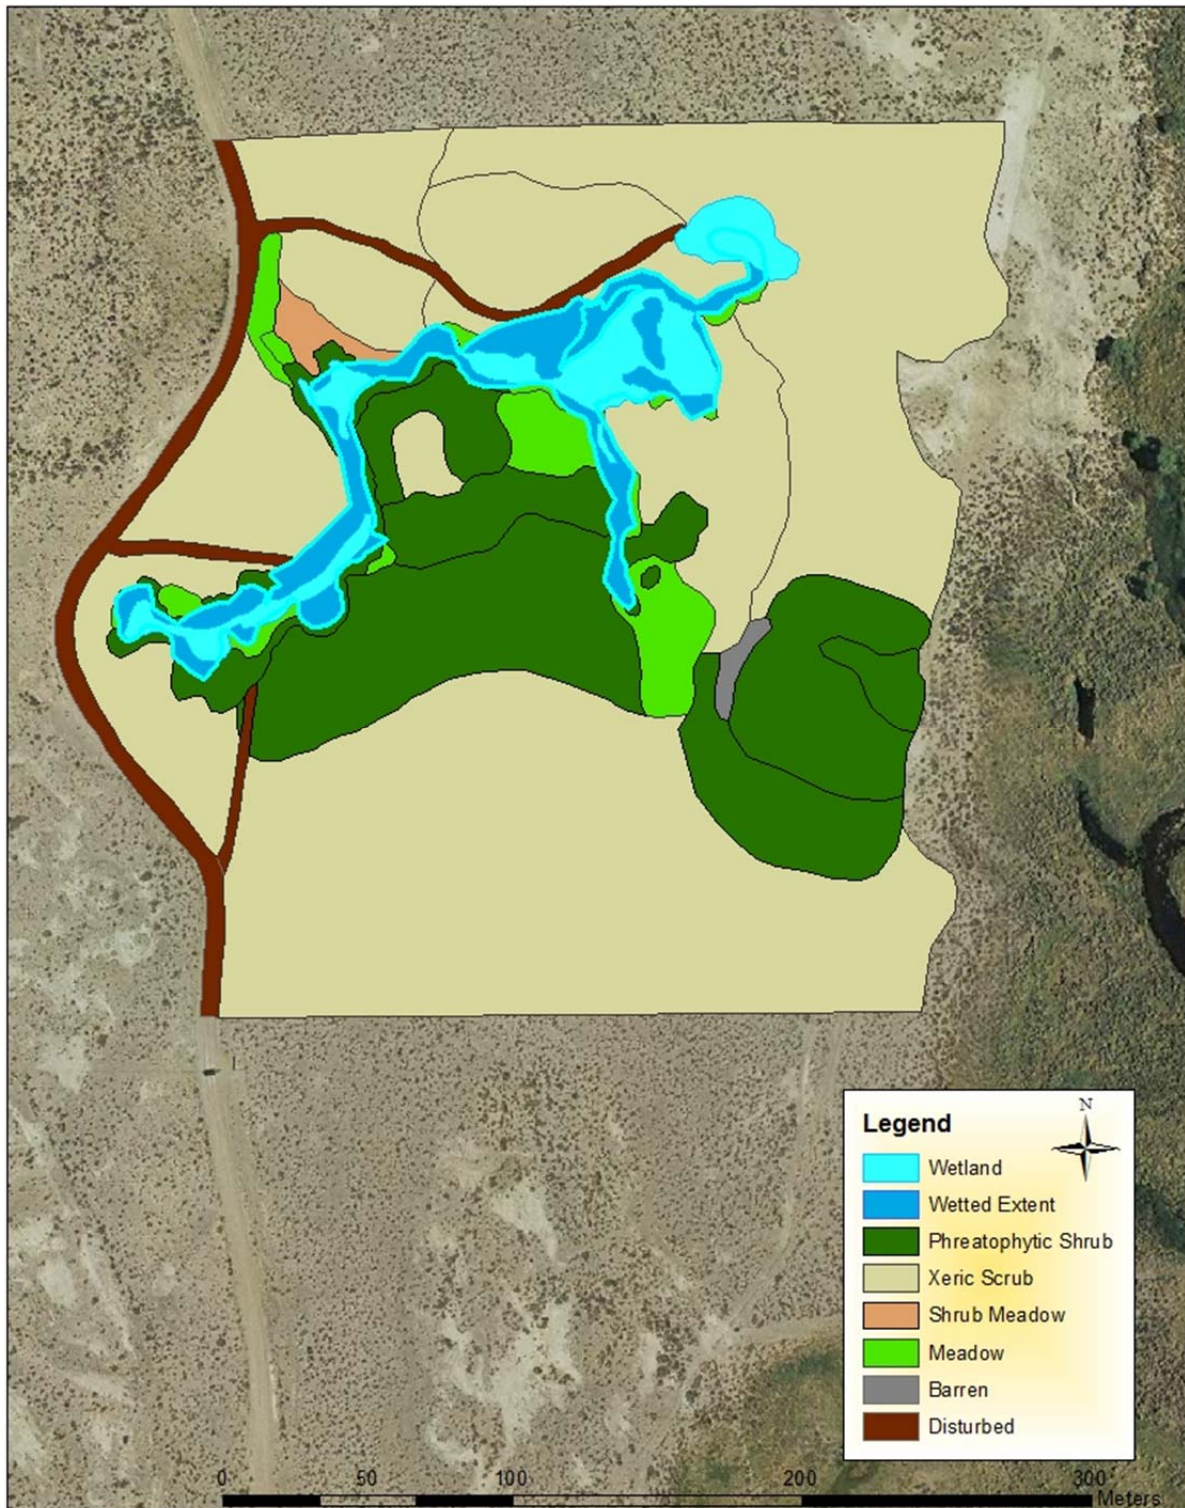 Legend
N
Wetland
Wetted Extent
Phreatophytic Shrub
Xeric Scrub
Shrub Meadow
Meadow
Barren
Disturbed
0 50 100 200 300
Meters